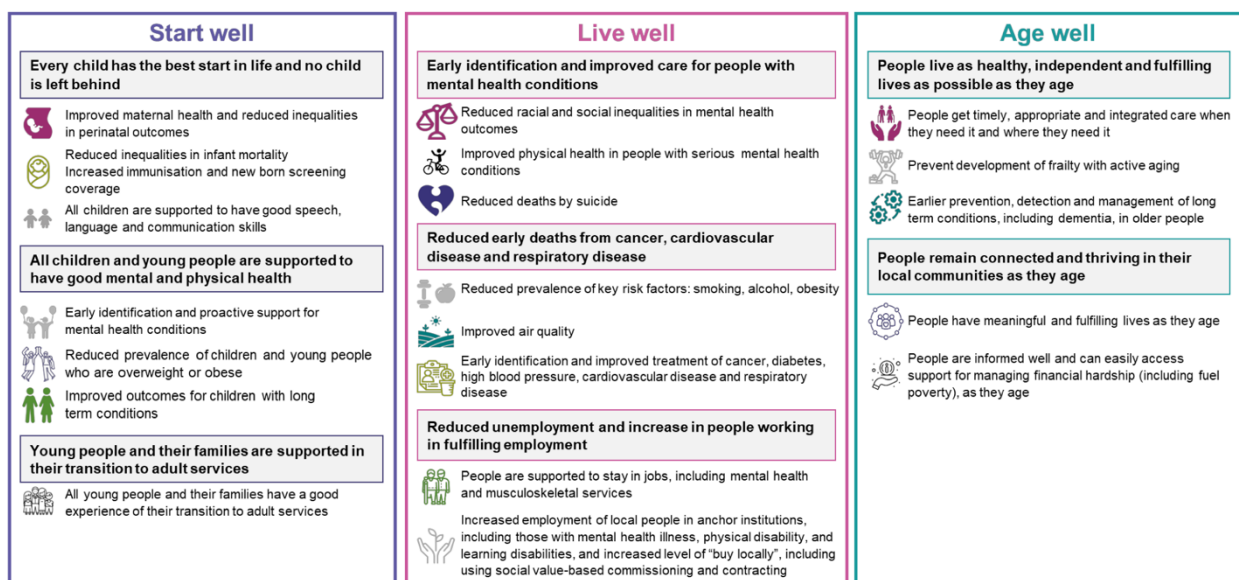 Start well
Every child has the best start in life and no child
is left behind
Improved maternal health and reduced inequalities
in perinatal outcomes
Reduced inequalities in infant mortality
Increased immunisation and new born screening
coverage
All children are supported to have good speech,
language and communication skills
All children and young people are supported to
have good mental and physical health
Early identification and proactive support for
mental health conditions
Reduced prevalence of children and young people
who are overweight or obese
Improved outcomes for children with long
term conditions
Young people and their families are supported in
their transition to adult services
All young people and their families have a good
experience of their transition to adult services
Live well
Early identification and improved care for people with
mental health conditions
Reduced racial and social inequalities in mental health
outcomes
Improved physical health in people with serious mental health
conditions
Reduced deaths by suicide
Reduced early deaths from cancer, cardiovascular
disease and respiratory disease
Reduced prevalence of key risk factors: smoking, alcohol, obesity
Improved air quality
Early identification and improved treatment of cancer, diabetes,
high blood pressure, cardiovascular disease and respiratory
disease
Reduced unemployment and increase in people working
in fulfilling employment
People are supported to stay in jobs, including mental health
and musculoskeletal services
Increased employment of local people in anchor institutions,
including those with mental health illness, physical disability, and
learning disabilities, and increased level of “buy locally”, including
using social value-based commissioning and contracting
Age well
People live as healthy, independent and fulfilling
lives as possible as they age
People get timely, appropriate and integrated care when
they need it and where they need it
Prevent development of frailty with active aging
Earlier prevention, detection and management of long
term conditions, including dementia, in older people
People remain connected and thriving in their
local communities as they age
People have meaningful and fulfilling lives as they age
People are informed well and can easily access
support for managing financial hardship (including fuel
poverty), as they age